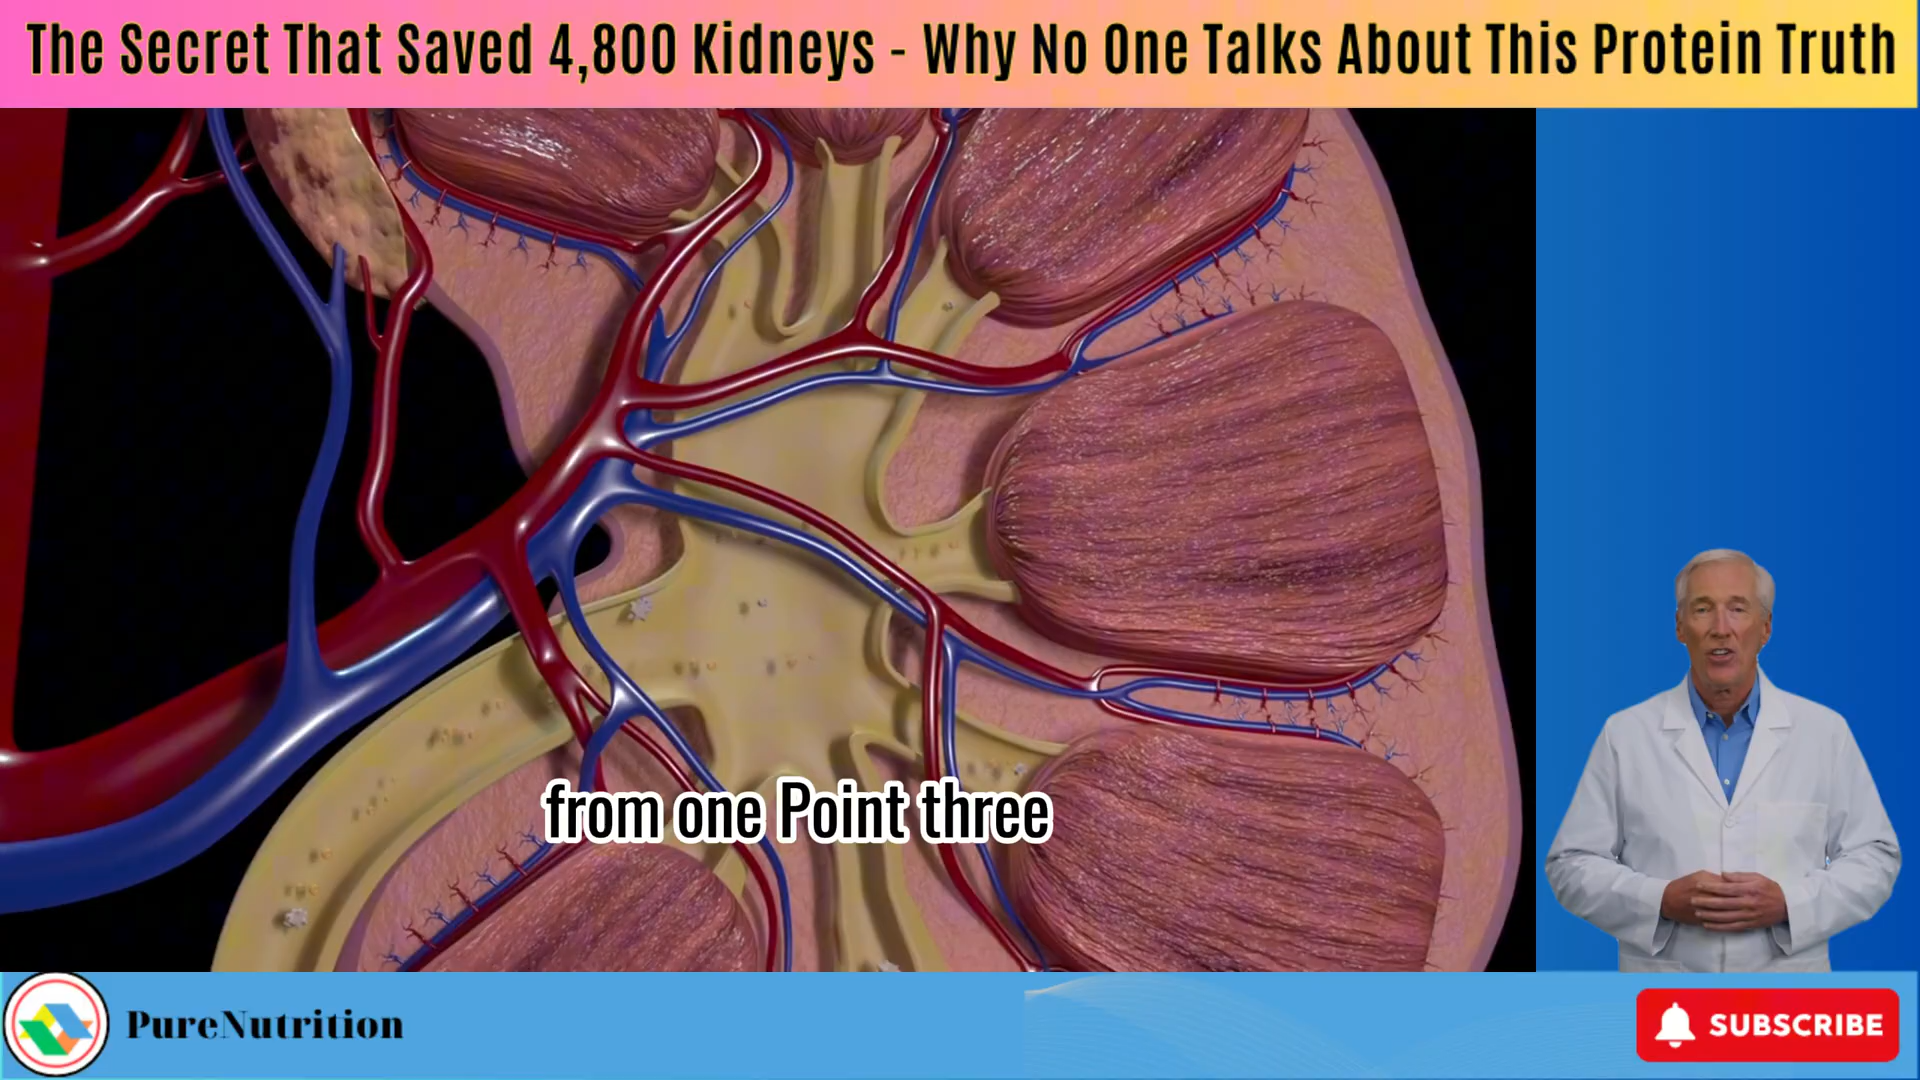 The Secret That Saved 4,800 Kidneys - Why No One Talks About This Protein Truth
from one Point three
PureNutrition
SUBSCRIBE